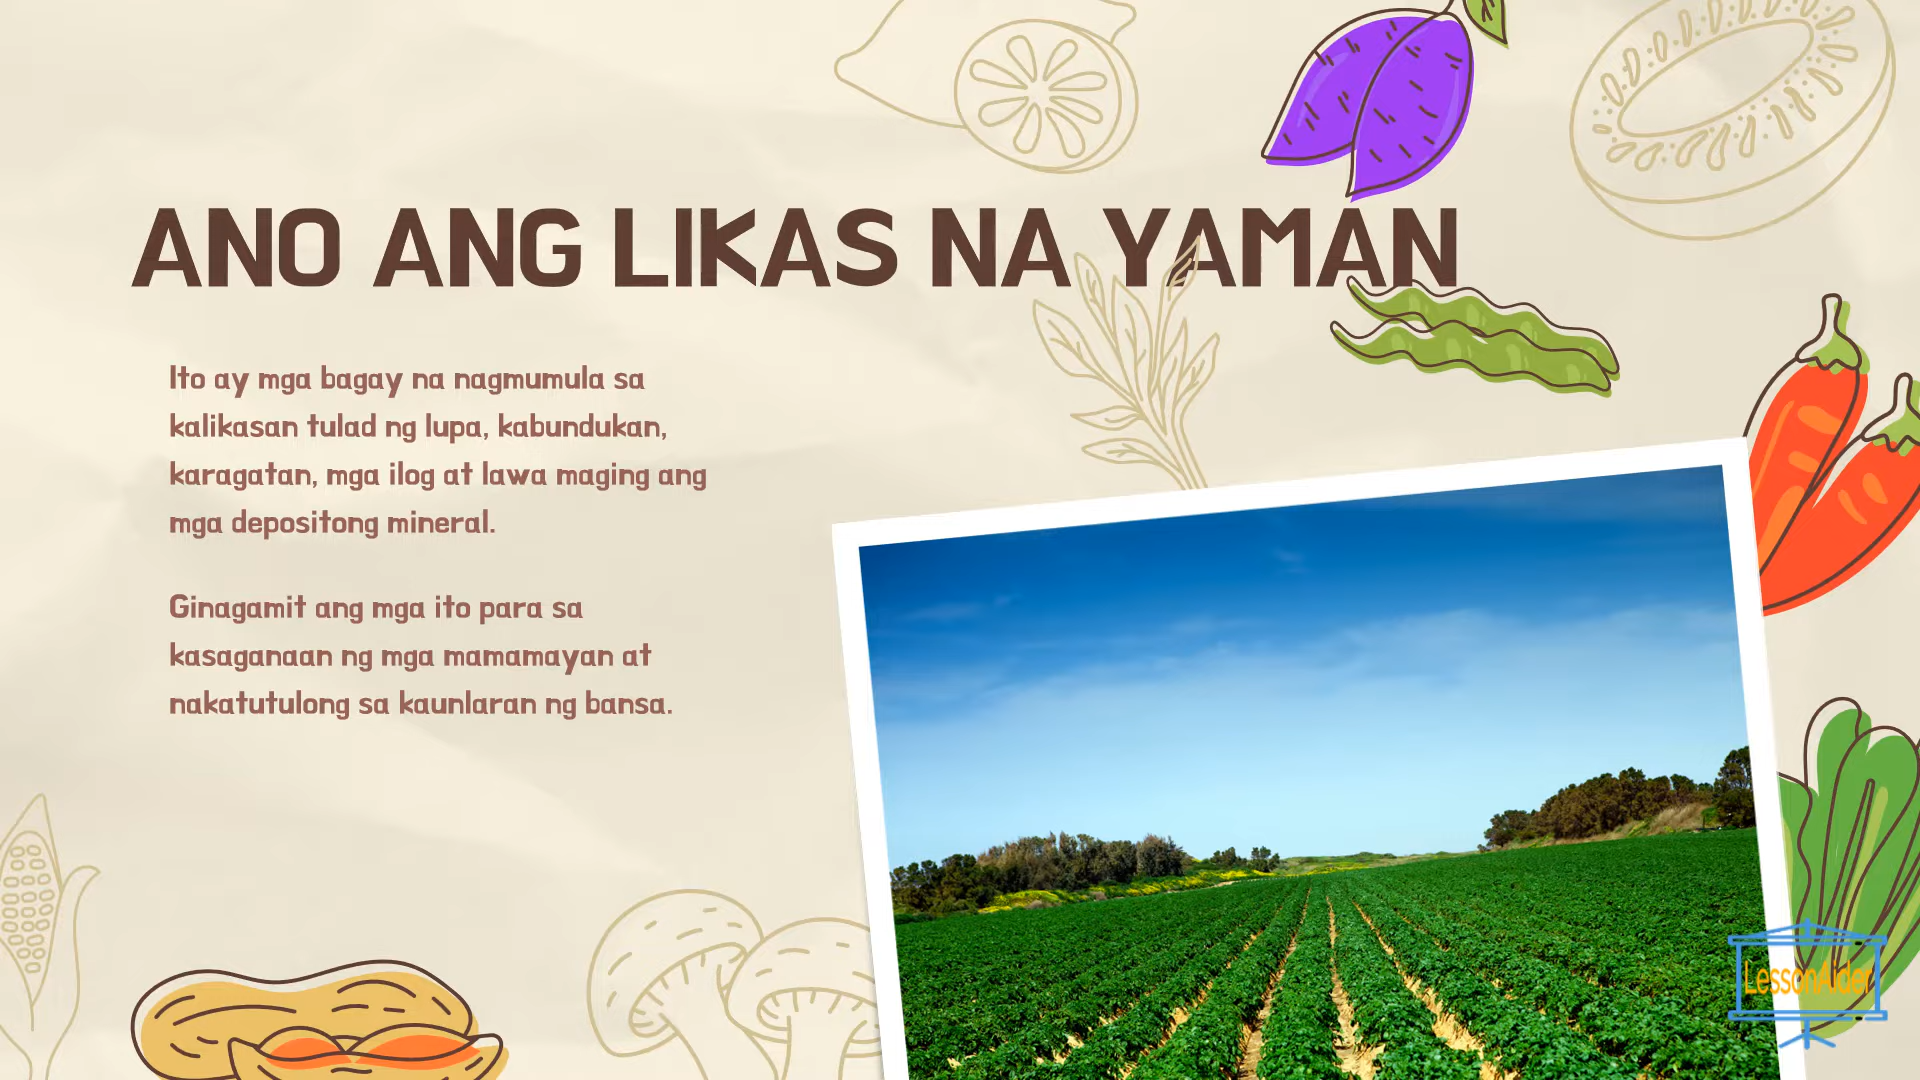 ANO ANG LIKAS NA YAMAN
Ito ay mga bagay na nagmumula sa
kalikasan tulad ng lupa, kabundukan,
karagatan, mga ilog at lawa maging ang
mga depositong mineral.
Ginagamit ang mga ito para sa
kasaganaan ng mga mamamayan at
nakatutulong sa kaunlaran ng bansa.
LessonAider